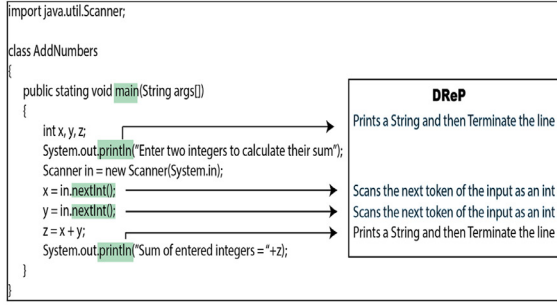 import java.util.Scanner;
class AddNumbers
{
public stating void main(String args[])
{
int x, y, z;
System.out.println("Enter two integers to calculate their sum");
Scanner in = new Scanner(System.in);
x = in.nextInt();
y = in.nextInt();
z = x + y;
System.out.println("Sum of entered integers = "+z);
}
}
DReP
Prints a String and then Terminate the line
Scans the next token of the input as an int
Scans the next token of the input as an int
Prints a String and then Terminate the line